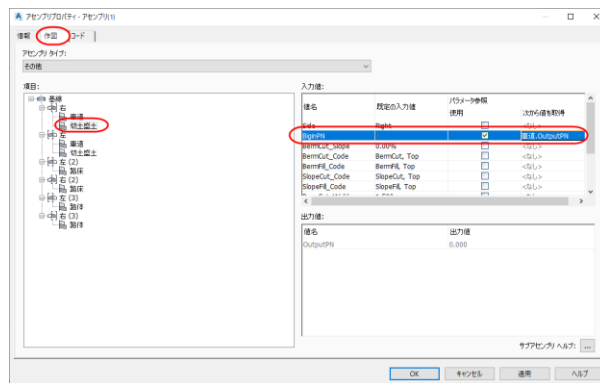 アセンブリプロパティ - アセンブリ(1)
情報 作図 コード
アセンブリ タイプ:
その他
項目:
基線
右
車道
切土盛土
左
車道
切土盛土
左 (2)
路床
右 (2)
路床
左 (3)
路体
右 (3)
路体
入力値:
値名 既定の入力値 パラメータ参照
使用 次から値を取得
Side Right <なし>
BiginPN 車道.OutputPN
BermCut_Slope 0.00% <なし>
BermCut_Code BermCut, Top <なし>
BermFill_Code BermFill, Top <なし>
SlopeCut_Code SlopeCut, Top <なし>
SlopeFill_Code SlopeFill, Top <なし>
出力値:
値名 出力値
OutputPN 0.000
サブアセンブリ ヘルプ: ...
OK キャンセル 適用 ヘルプ